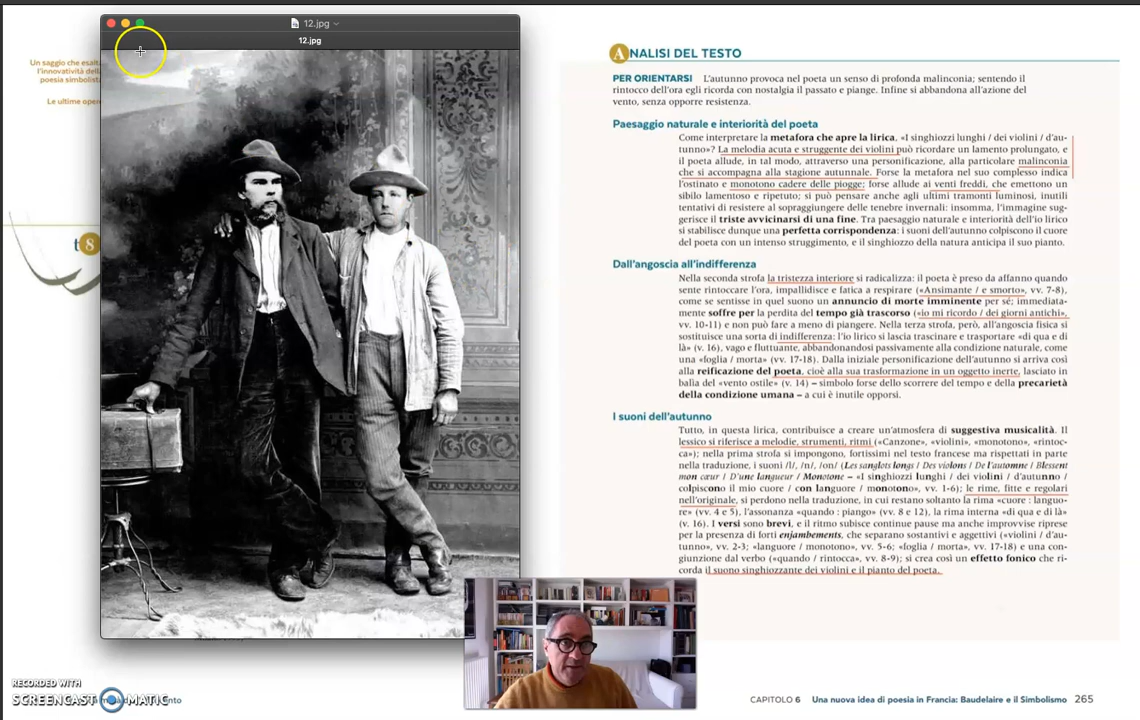 12.jpg
12.jpg
Un saggio che esalt
l'innovatività dell
poesia simbolist
Le ultime oper
t8
ANALISI DEL TESTO
PER ORIENTARSI L'autunno provoca nel poeta un senso di profonda malinconia; sentendo il
rintocco dell'ora egli ricorda con nostalgia il passato e piange. Infine si abbandona all'azione del
vento, senza opporre resistenza.
Paesaggio naturale e interiorità del poeta
Come interpretare la metafora che apre la lirica, «I singhiozzi lunghi / dei violini / d'au-
tunno»? La melodia acuta e struggente dei violini può ricordare un lamento prolungato, e
il poeta allude, in tal modo, attraverso una personificazione, alla particolare malinconia
che si accompagna alla stagione autunnale. Forse la metafora nel suo complesso indica
l'ostinato e monotono cadere delle piogge; forse allude ai venti freddi, che emettono un
sibilo lamentoso e ripetuto; si può pensare anche agli ultimi tramonti luminosi, inutili
tentativi di resistere al sopraggiungere delle tenebre invernali: insomma, l'immagine sug-
gerisce il triste avvicinarsi di una fine. Tra paesaggio naturale e interiorità dell'io lirico
si stabilisce dunque una perfetta corrispondenza: i suoni dell'autunno colpiscono il cuore
del poeta con un intenso struggimento, e il singhiozzo della natura anticipa il suo pianto.
Dall'angoscia all'indifferenza
Nella seconda strofa la tristezza interiore si radicalizza: il poeta è preso da affanno quando
sente rintoccare l'ora, impallidisce e fatica a respirare («Ansimante / e smorto», vv. 7-8),
come se sentisse in quel suono un annuncio di morte imminente per sé; immediata-
mente soffre per la perdita del tempo già trascorso («io mi ricordo / dei giorni antichi»,
vv. 10-11) e non può fare a meno di piangere. Nella terza strofa, però, all'angoscia fisica si
sostituisce una sorta di indifferenza: l'io lirico si lascia trascinare e trasportare «di qua e di
là» (v. 16), vago e fluttuante, abbandonandosi passivamente alla condizione naturale, come
una «foglia / morta» (vv. 17-18). Dalla iniziale personificazione dell'autunno si arriva così
alla reificazione del poeta, cioè alla sua trasformazione in un oggetto inerte, lasciato in
balìa del «vento ostile» (v. 14) – simbolo forse dello scorrere del tempo e della precarietà
della condizione umana – a cui è inutile opporsi.
I suoni dell'autunno
Tutto, in questa lirica, contribuisce a creare un'atmosfera di suggestiva musicalità. Il
lessico si riferisce a melodie, strumenti, ritmi («Canzone», «violini», «monotono», «rintoc-
ca»); nella prima strofa si impongono, fortissimi nel testo francese ma rispettati in parte
nella traduzione, i suoni /l/, /n/, /on/ (Les sanglots longs / Des violons / De l'automne / Blessent
mon cœur / D'une langueur / Monotone – «I singhiozzi lunghi / dei violini / d'autunno /
colpiscono il mio cuore / con languore / monotono», vv. 1-6); le rime, fitte e regolari
nell'originale, si perdono nella traduzione, in cui restano soltanto la rima «cuore : languo-
re» (vv. 4 e 5), l'assonanza «quando : piango» (vv. 8 e 12), la rima interna «di qua e di là»
(v. 16). I versi sono brevi, e il ritmo subisce continue pause ma anche improvvise riprese
per la presenza di forti enjambements, che separano sostantivi e aggettivi («violini / d'au-
tunno», vv. 2-3; «languore / monotono», vv. 5-6; «foglia / morta», vv. 17-18) e una con-
giunzione dal verbo («quando / rintocca», vv. 8-9); si crea così un effetto fonico che ri-
corda il suono singhiozzante dei violini e il pianto del poeta.
RECORDED WITH
SCREENCAST MATIC
nto
CAPITOLO 6 Una nuova idea di poesia in Francia: Baudelaire e il Simbolismo 265